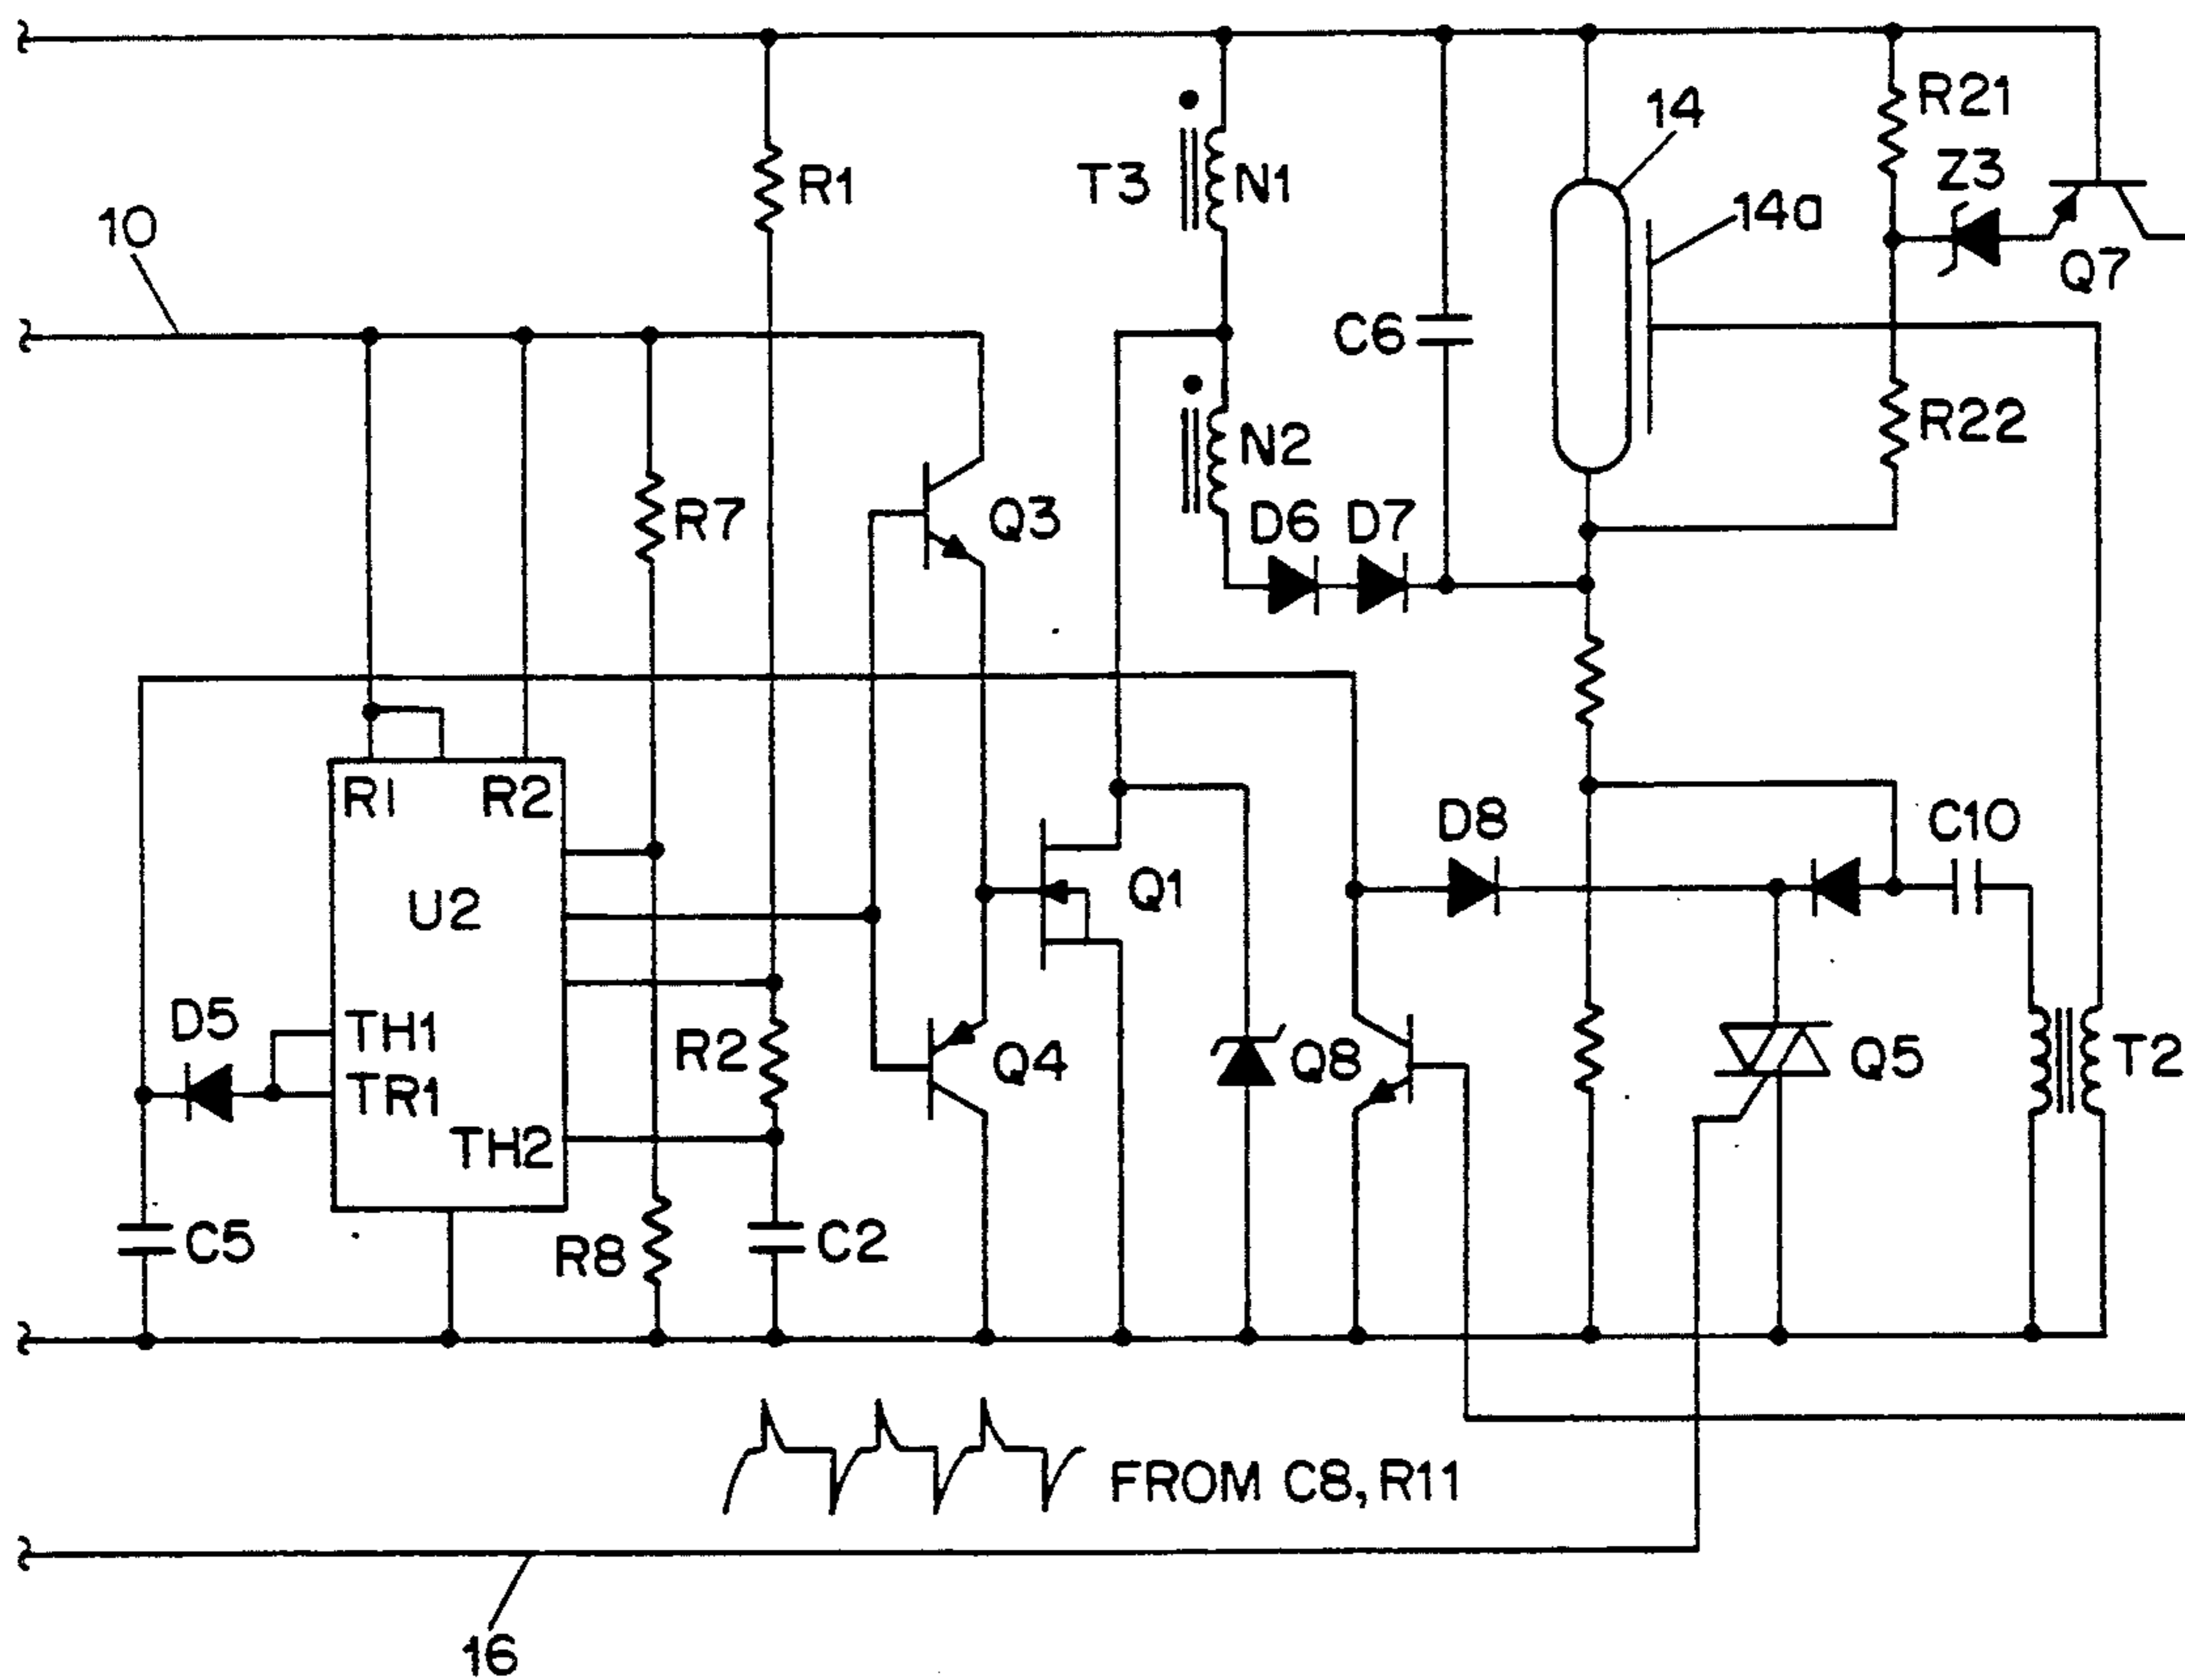 R21
14
Z3
R1
T3
N1
14a
10
Q7
C6
R22
N2
R7
Q3
D6
D7
R1
R2
D8
C10
U2
Q1
D5
TH1
R2
Q4
Q8
Q5
T2
TR1
TH2
C5
R8
C2
FROM C8, R11
16